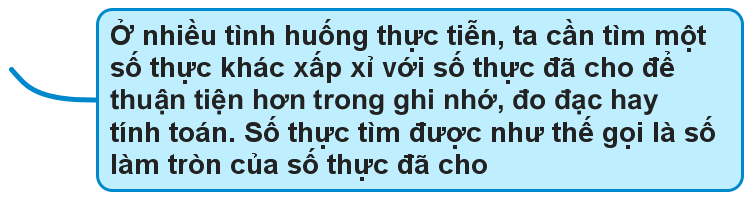 Ở nhiều tình huống thực tiễn, ta cần tìm một
số thực khác xấp xỉ với số thực đã cho để
thuận tiện hơn trong ghi nhớ, đo đạc hay
tính toán. Số thực tìm được như thế gọi là số
làm tròn của số thực đã cho